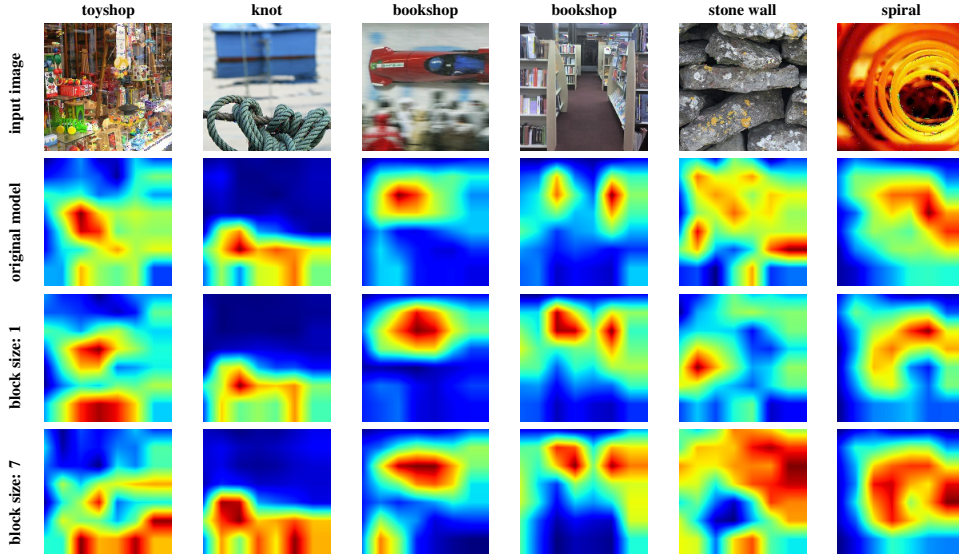 toyshop
knot
bookshop
bookshop
stone wall
spiral
input image
original model
block size: 1
block size: 7